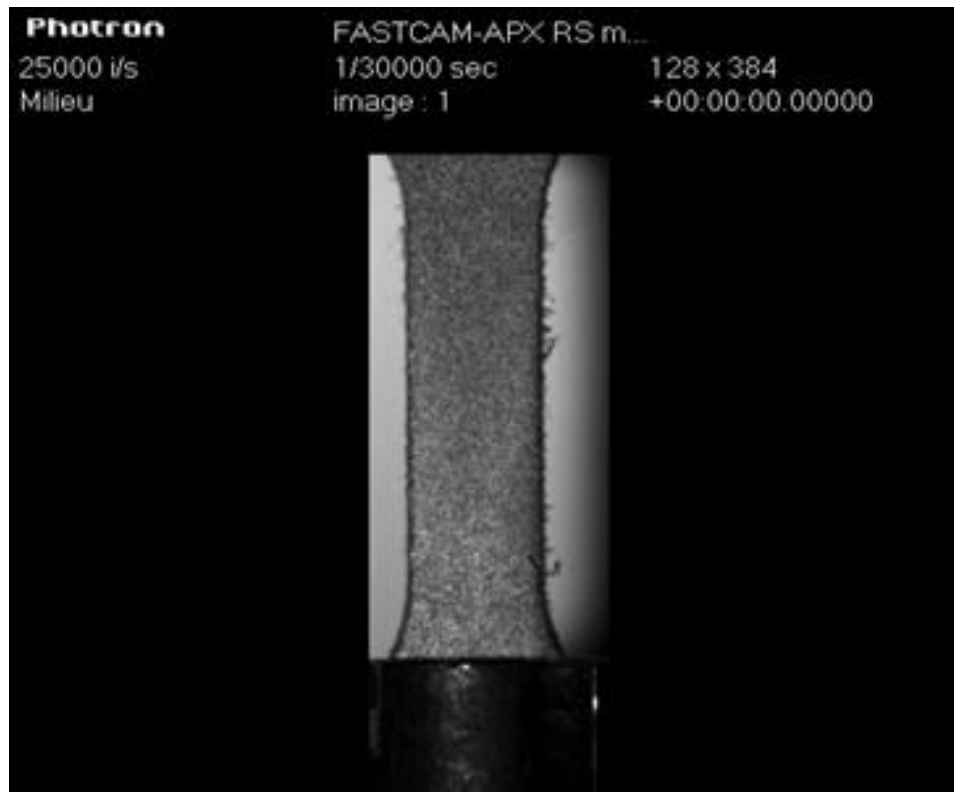 Photron FASTCAM-APX RS m...
25000 i/s 1/30000 sec 128 x 384
Milieu image : 1 +00:00:00.00000